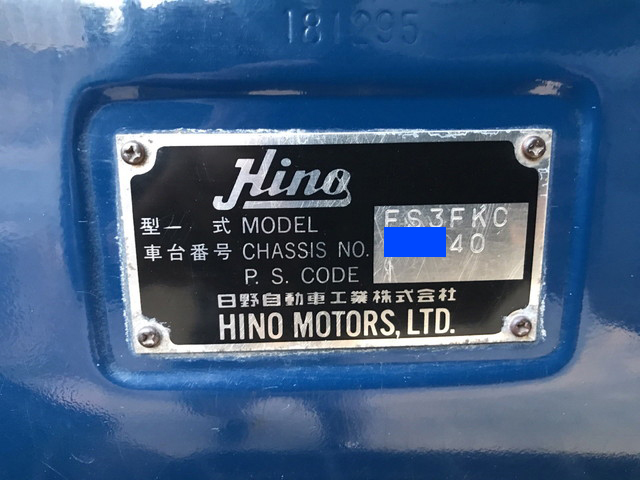 181295
Hino
型一式 MODEL FS3FKC
車台番号 CHASSIS NO. 40
P. S. CODE
日野自動車工業株式会社
HINO MOTORS, LTD.